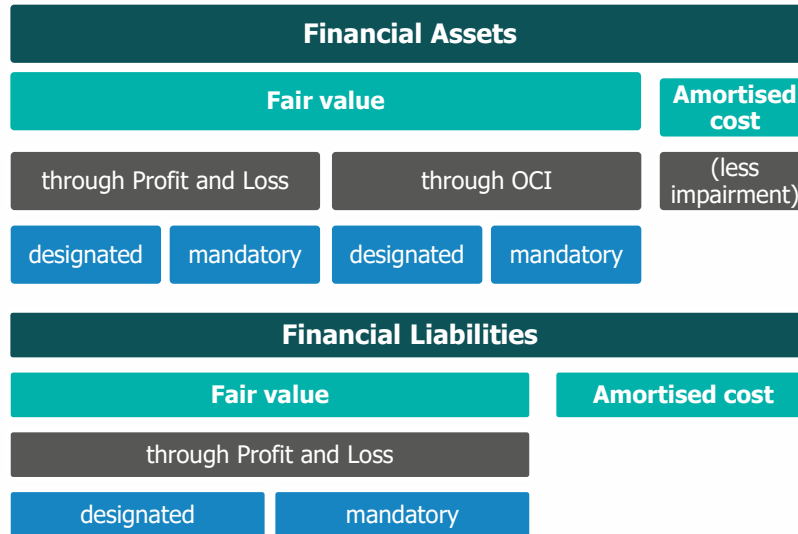 Financial Assets
Fair value
Amortised
cost
through Profit and Loss
through OCI
(less
impairment)
designated
mandatory
designated
mandatory
Financial Liabilities
Fair value
Amortised cost
through Profit and Loss
designated
mandatory